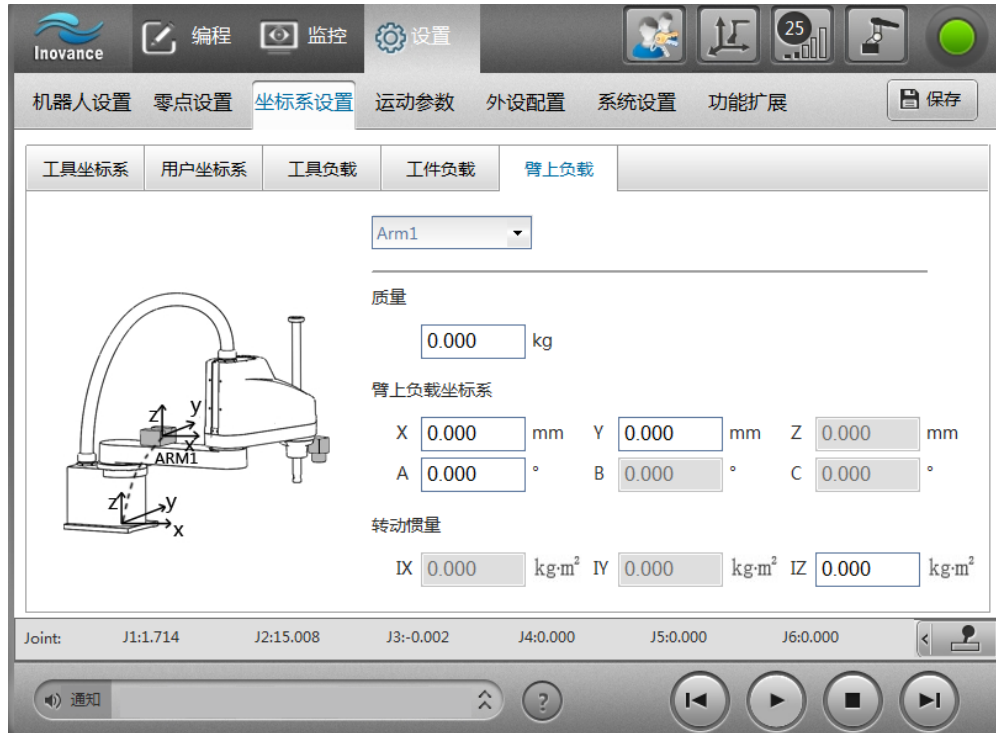 Inovance 编程 监控 设置 25
机器人设置 零点设置 坐标系设置 运动参数 外设配置 系统设置 功能扩展 保存
工具坐标系 用户坐标系 工具负载 工件负载 臂上负载
Arm1
质量
0.000 kg
臂上负载坐标系
X 0.000 mm Y 0.000 mm Z 0.000 mm
A 0.000 ° B 0.000 ° C 0.000 °
转动惯量
IX 0.000 kg·m² IY 0.000 kg·m² IZ 0.000 kg·m²
z y
x
ARM1
z y
x
Joint: J1:1.714 J2:15.008 J3:-0.002 J4:0.000 J5:0.000 J6:0.000 <
通知 ?